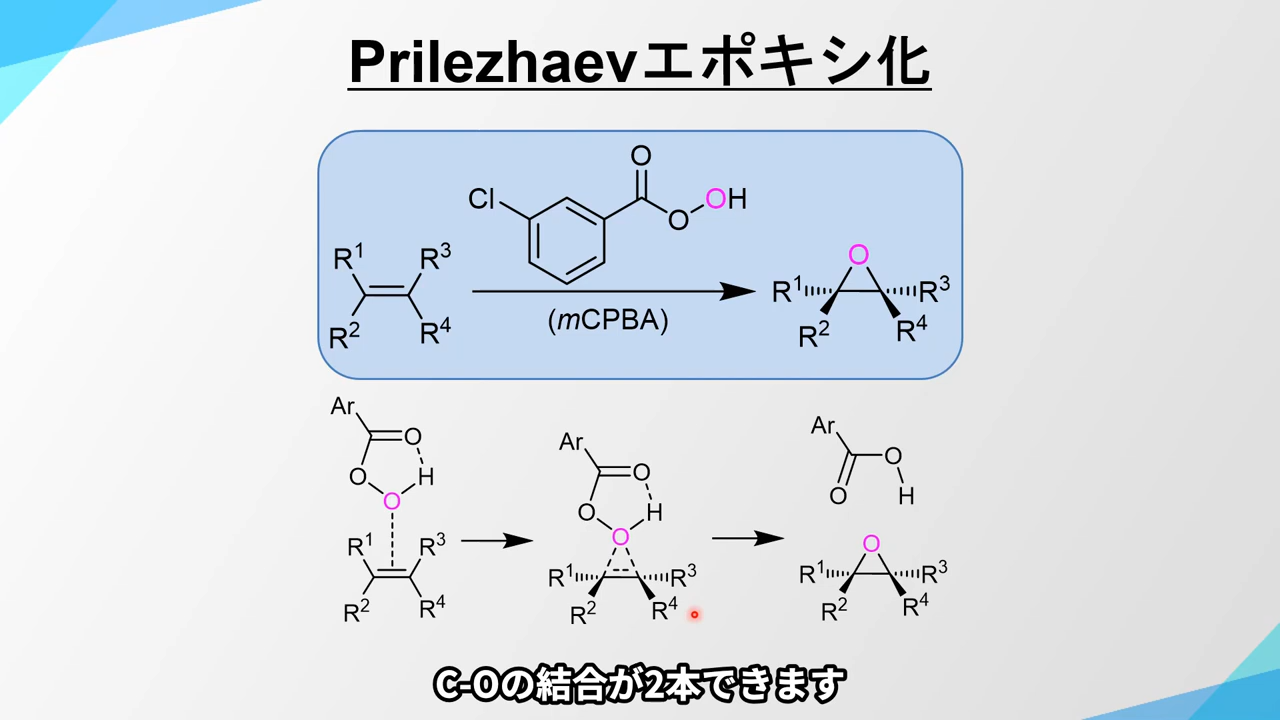 Prilezhaevエポキシ化
O
Cl
O
OH
R¹ R³
R² R⁴
(mCPBA)
O
R¹ R³
R² R⁴
Ar
O
O H
O
R¹ R³
R² R⁴
Ar
O
O H
O
R¹ R³
R² R⁴
Ar
O
O H
O
R¹ R³
R² R⁴
C-Oの結合が2本できます